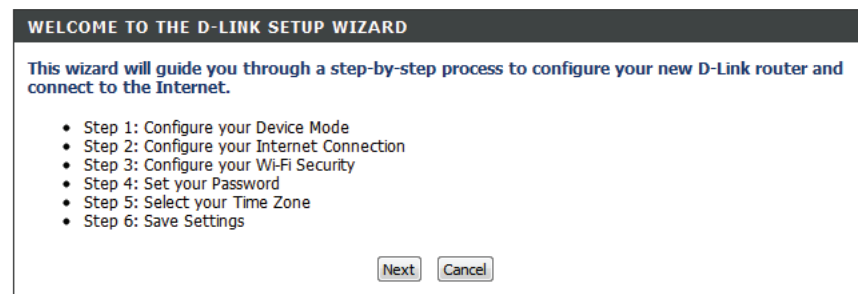 WELCOME TO THE D-LINK SETUP WIZARD
This wizard will guide you through a step-by-step process to configure your new D-Link router and
connect to the Internet.
• Step 1: Configure your Device Mode
• Step 2: Configure your Internet Connection
• Step 3: Configure your Wi-Fi Security
• Step 4: Set your Password
• Step 5: Select your Time Zone
• Step 6: Save Settings
Next Cancel